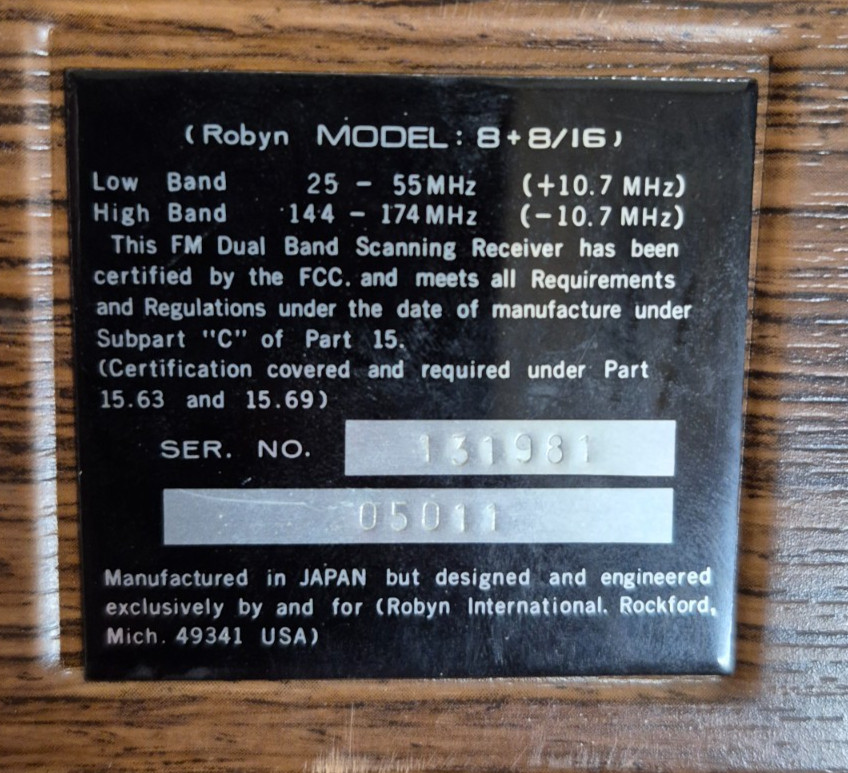 (Robyn MODEL: 8+8/16)
Low Band 25 - 55 MHz (+10.7 MHz)
High Band 144 - 174 MHz (-10.7 MHz)
This FM Dual Band Scanning Receiver has been
certified by the FCC. and meets all Requirements
and Regulations under the date of manufacture under
Subpart "C" of Part 15.
(Certification covered and required under Part
15.63 and 15.69)
SER. NO. 131981
05011
Manufactured in JAPAN but designed and engineered
exclusively by and for (Robyn International. Rockford,
Mich. 49341 USA)